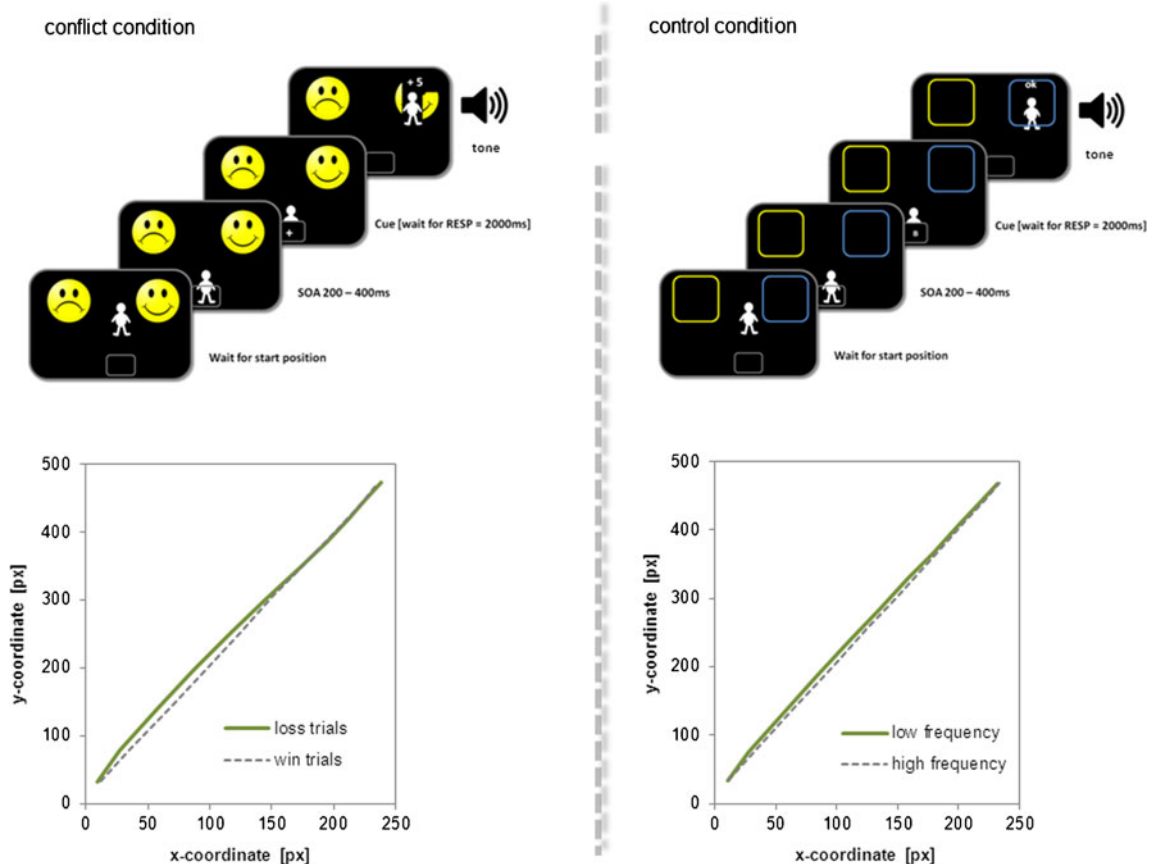 conflict condition
+ 5
tone
+
Cue [wait for RESP = 2000ms]
SOA 200 – 400ms
Wait for start position
500
400
300
200
100
0
y-coordinate [px]
loss trials
win trials
0 50 100 150 200 250
x-coordinate [px]
control condition
ok
tone
Cue [wait for RESP = 2000ms]
SOA 200 – 400ms
Wait for start position
500
400
300
200
100
0
y-coordinate [px]
low frequency
high frequency
0 50 100 150 200 250
x-coordinate [px]